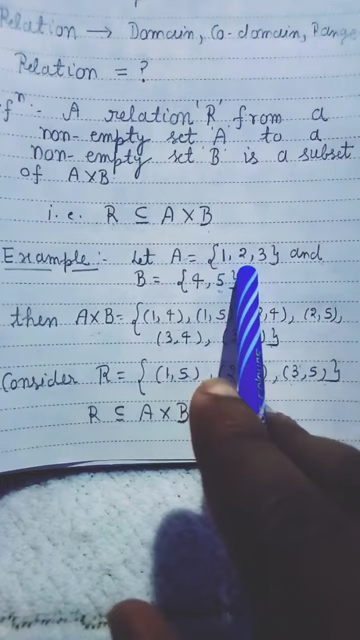 Relation → Domain, Co-domain, Range
Relation = ?
fⁿ:- A relation 'R' from a
non-empty set 'A' to a
non-empty set 'B' is a subset
of A×B
i.e. R ⊆ A×B
Example:- Let A = {1, 2, 3} and
B = {4, 5}
then A×B = {(1,4), (1,5 ,4), (2,5),
(3,4), }
Consider R = { (1,5), , (3,5)}
R ⊆ A×B